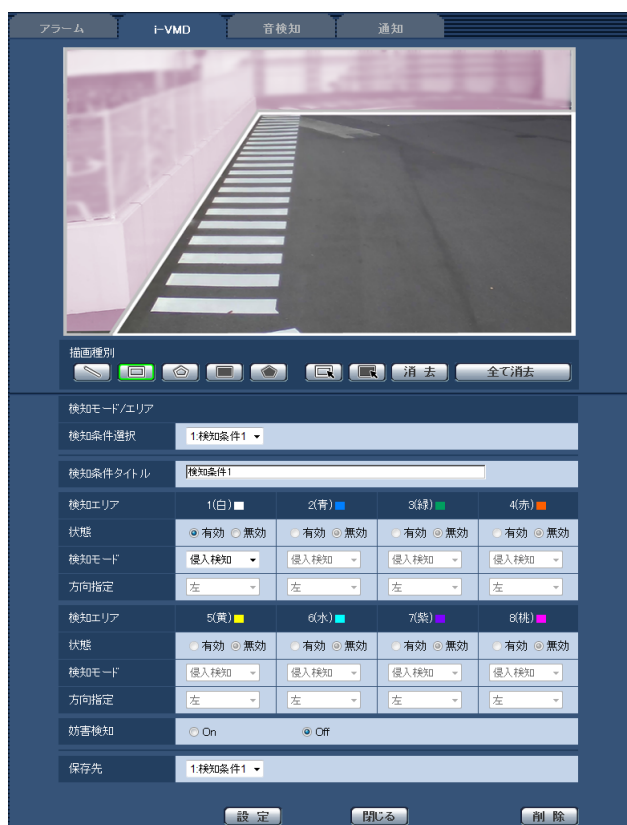 アラーム i-VMD 音検知 通知
描画種別
消 去 全て消去
検知モード/エリア
検知条件選択 1:検知条件1
検知条件タイトル 検知条件1
検知エリア 1(白) 2(青) 3(緑) 4(赤)
状態 有効 無効 有効 無効 有効 無効 有効 無効
検知モード 侵入検知 侵入検知 侵入検知 侵入検知
方向指定 左 左 左 左
検知エリア 5(黄) 6(水) 7(紫) 8(桃)
状態 有効 無効 有効 無効 有効 無効 有効 無効
検知モード 侵入検知 侵入検知 侵入検知 侵入検知
方向指定 左 左 左 左
妨害検知 On Off
保存先 1:検知条件1
設 定 閉じる 削 除